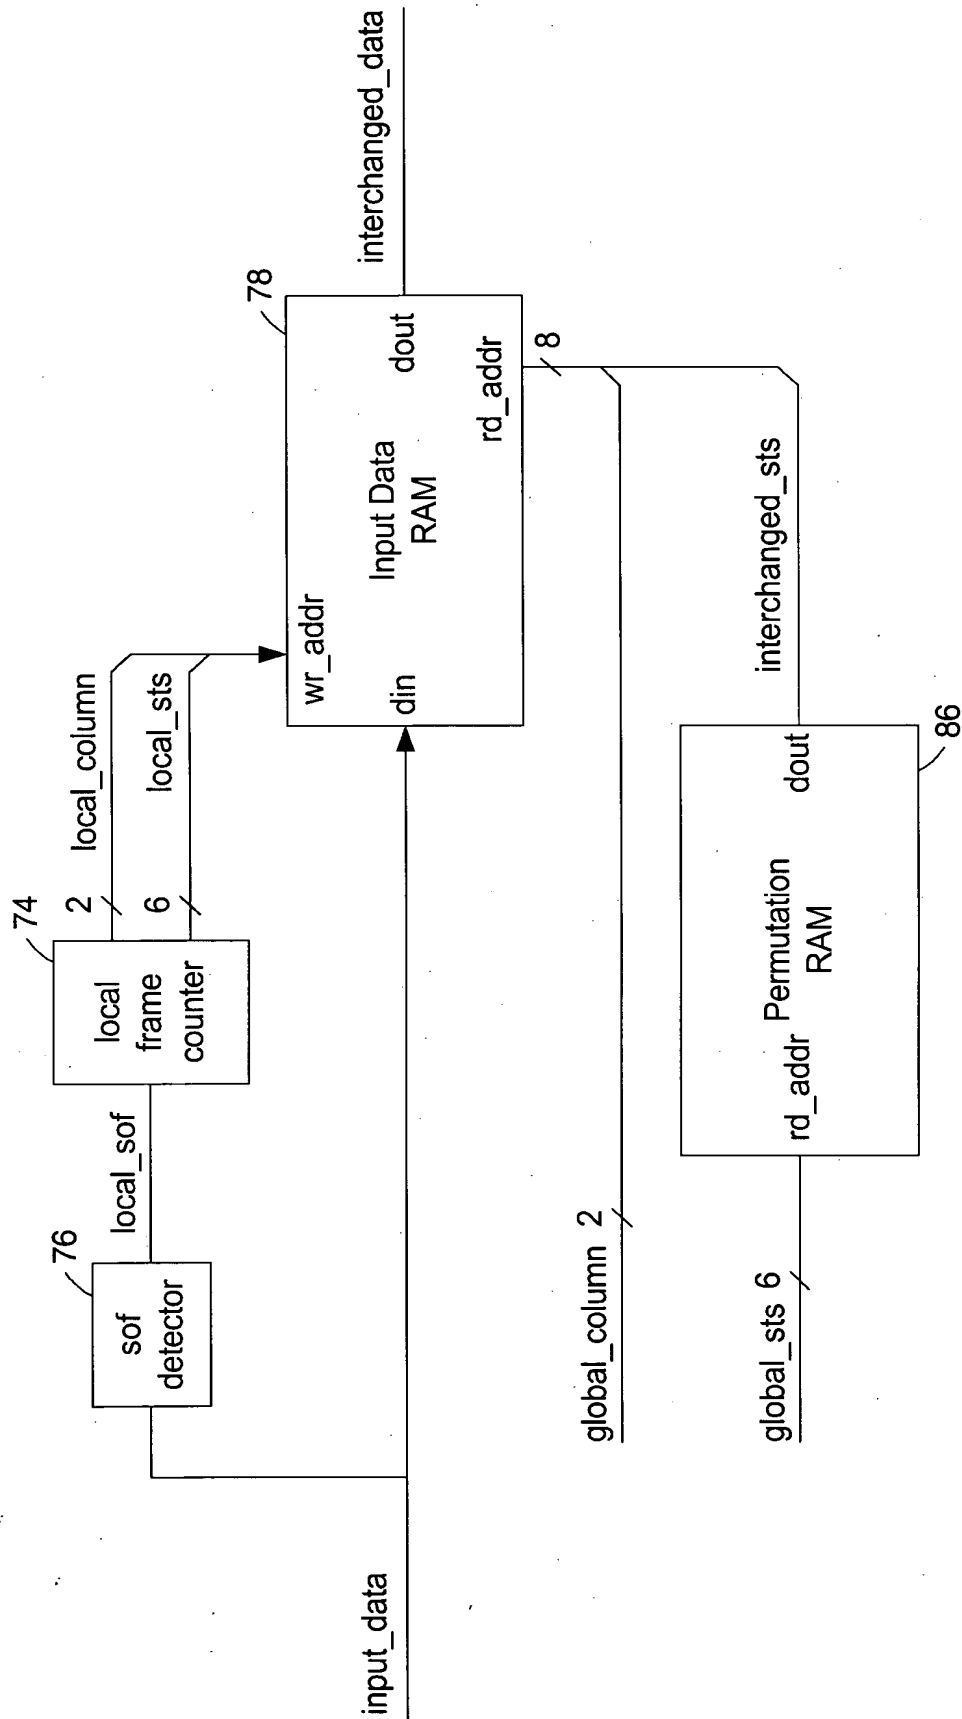 76
sof
detector
local_sof
74
local
frame
counter
2
local_column
6
local_sts
78
wr_addr
din
Input Data
RAM
dout
rd_addr
interchanged_data
input_data
8
global_column 2
global_sts 6
rd_addr
Permutation
RAM
dout
86
interchanged_sts